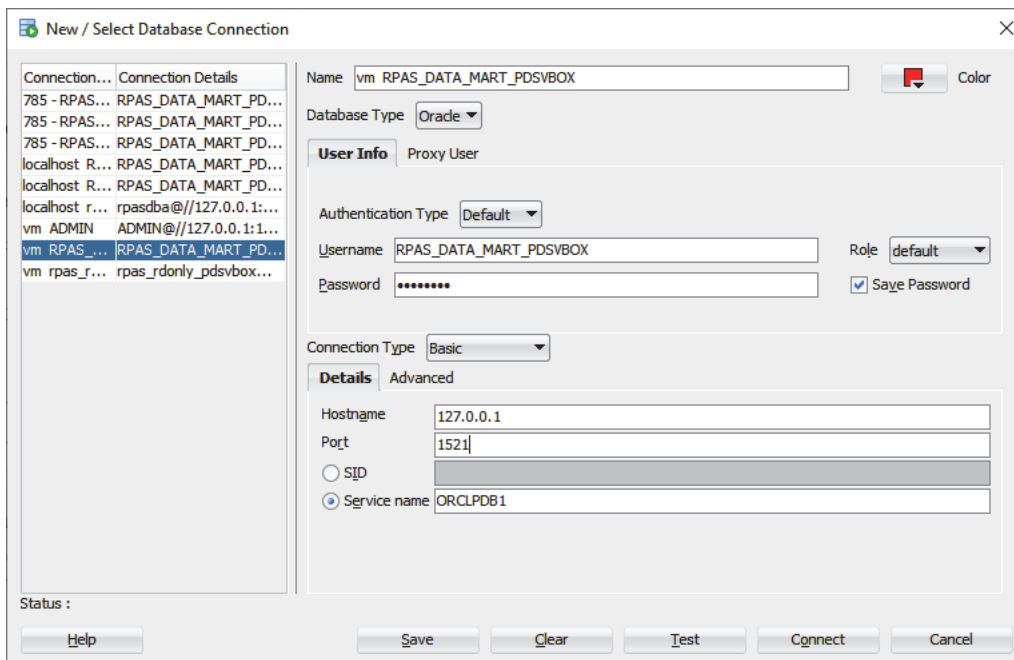 New / Select Database Connection
Connection... Connection Details
785 - RPAS... RPAS_DATA_MART_PD...
785 - RPAS... RPAS_DATA_MART_PD...
785 - RPAS... RPAS_DATA_MART_PD...
localhost R... RPAS_DATA_MART_PD...
localhost R... RPAS_DATA_MART_PD...
localhost r... rpasdba@//127.0.0.1:...
vm ADMIN ADMIN@//127.0.0.1:1...
vm RPAS_... RPAS_DATA_MART_PD...
vm rpas_r... rpas_rdonly_pdsvbox...
Name vm RPAS_DATA_MART_PDSVBOX Color
Database Type Oracle
User Info Proxy User
Authentication Type Default
Username RPAS_DATA_MART_PDSVBOX Role default
Password •••••••• Save Password
Connection Type Basic
Details Advanced
Hostname 127.0.0.1
Port 1521
SID
Service name ORCLPDB1
Status :
Help Save Clear Test Connect Cancel